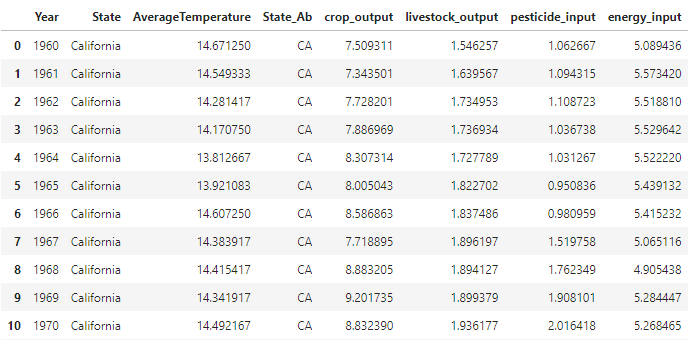 Year State AverageTemperature State_Ab crop_output livestock_output pesticide_input energy_input
0 1960 California 14.671250 CA 7.509311 1.546257 1.062667 5.089436
1 1961 California 14.549333 CA 7.343501 1.639567 1.094315 5.573420
2 1962 California 14.281417 CA 7.728201 1.734953 1.108723 5.518810
3 1963 California 14.170750 CA 7.886969 1.736934 1.036738 5.529642
4 1964 California 13.812667 CA 8.307314 1.727789 1.031267 5.522220
5 1965 California 13.921083 CA 8.005043 1.822702 0.950836 5.439132
6 1966 California 14.607250 CA 8.586863 1.837486 0.980959 5.415232
7 1967 California 14.383917 CA 7.718895 1.896197 1.519758 5.065116
8 1968 California 14.415417 CA 8.883205 1.894127 1.762349 4.905438
9 1969 California 14.341917 CA 9.201735 1.899379 1.908101 5.284447
10 1970 California 14.492167 CA 8.832390 1.936177 2.016418 5.268465